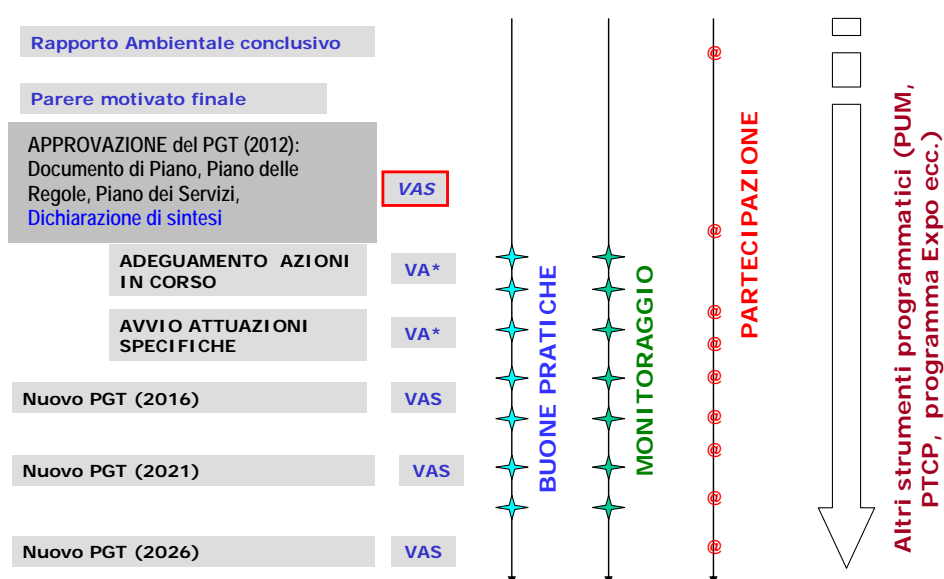 Rapporto Ambientale conclusivo
Parere motivato finale
APPROVAZIONE del PGT (2012):
Documento di Piano, Piano delle
Regole, Piano dei Servizi,
Dichiarazione di sintesi
VAS
ADEGUAMENTO AZIONI
IN CORSO
VA*
AVVIO ATTUAZIONI
SPECIFICHE
VA*
Nuovo PGT (2016)
VAS
Nuovo PGT (2021)
VAS
Nuovo PGT (2026)
VAS
BUONE PRATICHE
MONITORAGGIO
@
@
@
@
@
@
@
@
@
PARTECIPAZIONE
Altri strumenti programmatici (PUM,
PTCP, programma Expo ecc.)